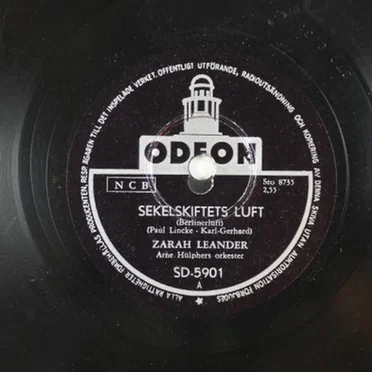 ALLA RÄTTIGHETER FÖRBEHÅLLES PRODUCENTEN, RESP. ÄGAREN TILL DET INSPELADE VERKET. OFFENTLIGT UTFÖRANDE, RADIOUTSÄNDNING OCH KOPIERING AV DENNA SKIVA UTAN AUKTORISATION FÖRBJUDES
ODEON
NCB
Sto 8735
2,55
SEKELSKIFTETS LUFT
(Berlinerluft)
(Paul Lincke - Karl-Gerhard)
ZARAH LEANDER
Arne Hülphers orkester
SD-5901
A